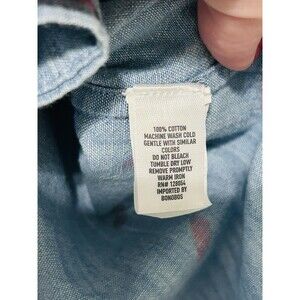 100% COTTON
MACHINE WASH COLD
GENTLE WITH SIMILAR
COLORS
DO NOT BLEACH
TUMBLE DRY LOW
REMOVE PROMPTLY
WARM IRON
RN# 128054
IMPORTED BY
BONOBOS